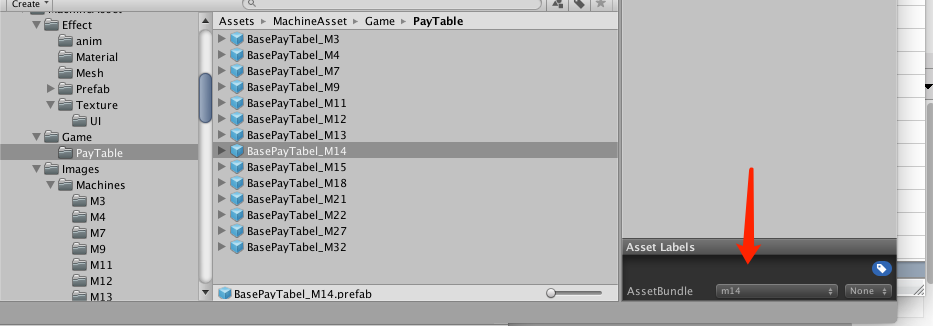 Create
Assets ▸ MachineAsset ▸ Game ▸ PayTable
Effect
anim
Material
Mesh
Prefab
Texture
UI
Game
PayTable
Images
Machines
M3
M4
M7
M9
M11
M12
M13
BasePayTabel_M3
BasePayTabel_M4
BasePayTabel_M7
BasePayTabel_M9
BasePayTabel_M11
BasePayTabel_M12
BasePayTabel_M13
BasePayTabel_M14
BasePayTabel_M15
BasePayTabel_M18
BasePayTabel_M21
BasePayTabel_M22
BasePayTabel_M27
BasePayTabel_M32
BasePayTabel_M14.prefab
Asset Labels
AssetBundle m14 None